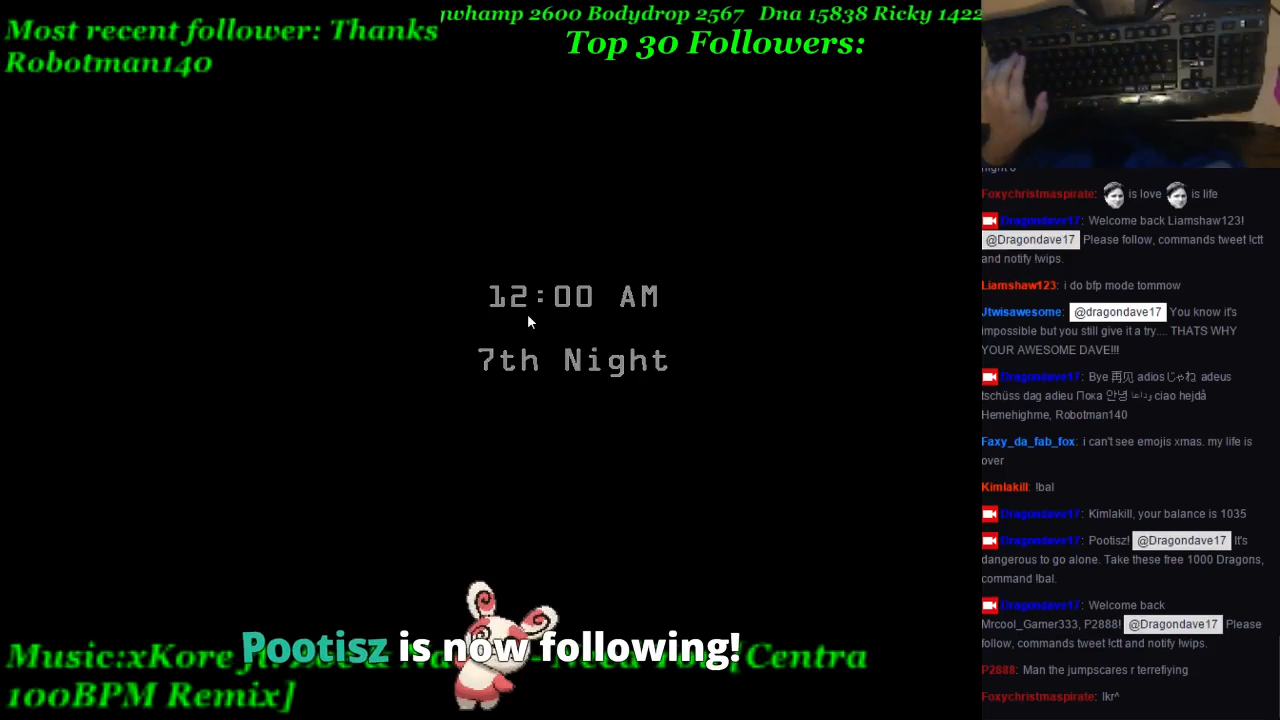 Most recent follower: Thanks
Robotman140
whamp 2600 Bodydrop 2567 Dna 15838 Ricky 1422
Top 30 Followers:
12:00 AM
7th Night
Pootisz is now following!
Music:xKore
[Centra
100BPM Remix]
Foxychristmaspirate: is love is life
Dragondave17: Welcome back Liamshaw123!
@Dragondave17 Please follow, commands tweet !ctt
and notify !wips.
Liamshaw123: i do bfp mode tommow
Jtwisawesome: @dragondave17 You know it's
impossible but you still give it a try.... THATS WHY
YOUR AWESOME DAVE!!!
Dragondave17: Bye 再见 adios じゃね adeus
tschüss dag adieu Пока 안녕 وداعا ciao hejdå
Hemehighme, Robotman140
Faxy_da_fab_fox: i can't see emojis xmas. my life is
over
Kimlakill: !bal
Dragondave17: Kimlakill, your balance is 1035
Dragondave17: Pootisz! @Dragondave17 It's
dangerous to go alone. Take these free 1000 Dragons,
command !bal.
Dragondave17: Welcome back
Mrcool_Gamer333, P2888! @Dragondave17 Please
follow, commands tweet !ctt and notify !wips.
P2888: Man the jumpscares r terrefiying
Foxychristmaspirate: Ikr^